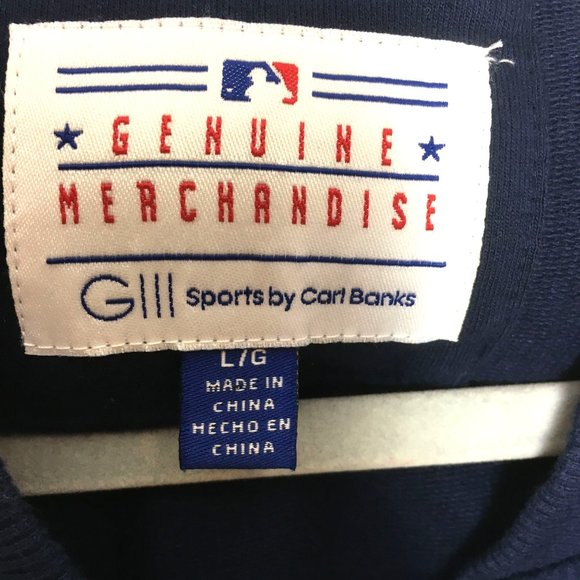 GENUINE
MERCHANDISE
GIII Sports by Carl Banks
L/G
MADE IN
CHINA
HECHO EN
CHINA